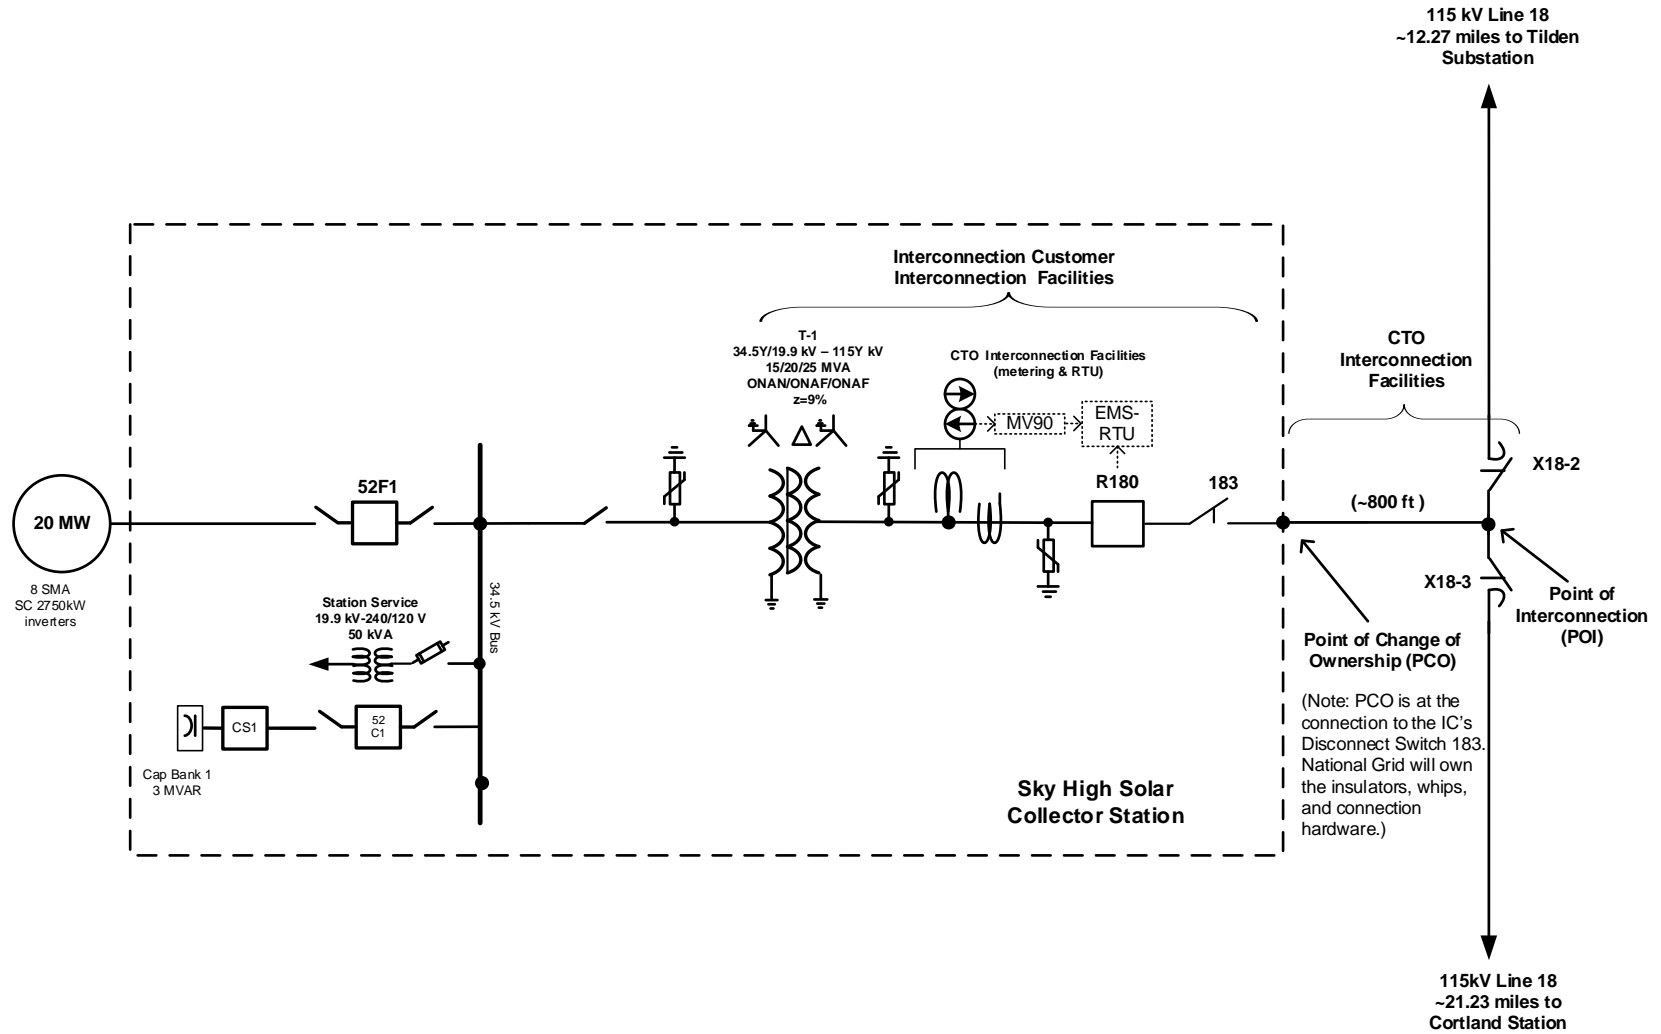 115 kV Line 18
~12.27 miles to Tilden
Substation
Interconnection Customer
Interconnection Facilities
T-1
34.5Y/19.9 kV – 115Y kV
15/20/25 MVA
ONAN/ONAF/ONAF
z=9%
CTO Interconnection Facilities
(metering & RTU)
MV90
EMS-
RTU
CTO
Interconnection
Facilities
X18-2
52F1
R180
183
(~800 ft )
20 MW
8 SMA
SC 2750kW
inverters
34.5 kV Bus
Station Service
19.9 kV-240/120 V
50 kVA
CS1
52
C1
Cap Bank 1
3 MVAR
X18-3
Point of
Interconnection
(POI)
Point of Change of
Ownership (PCO)
(Note: PCO is at the
connection to the IC's
Disconnect Switch 183.
National Grid will own
the insulators, whips,
and connection
hardware.)
Sky High Solar
Collector Station
115kV Line 18
~21.23 miles to
Cortland Station